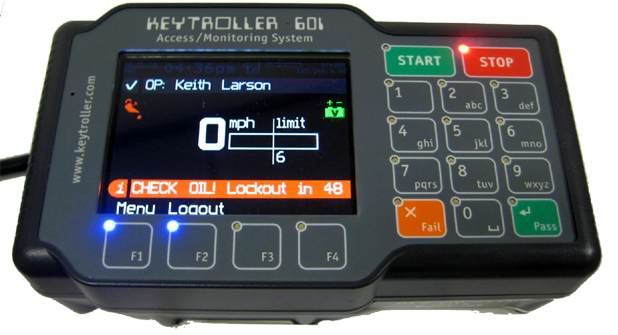 KEYTROLLER - 601
Access/Monitoring System
www.keytroller.com
OP: Keith Larson
0 mph limit
6
i CHECK OIL! Lockout in 48
Menu Logout
F1 F2 F3 F4
START STOP
1 2 abc 3 def
4 ghi 5 jkl 6 mno
7 pqrs 8 tuv 9 wxyz
Fail 0 Pass